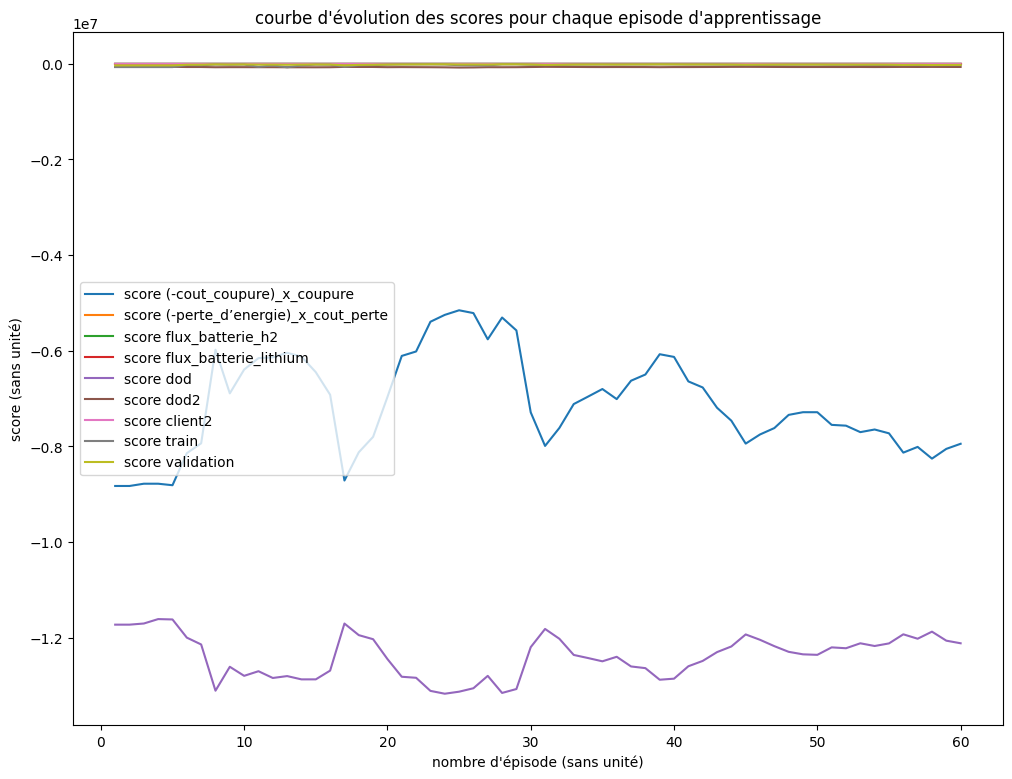 courbe d'évolution des scores pour chaque episode d'apprentissage
1e7
0.0
−0.2
−0.4
−0.6
−0.8
−1.0
−1.2
score (sans unité)
score (-cout_coupure)_x_coupure
score (-perte_d’energie)_x_cout_perte
score flux_batterie_h2
score flux_batterie_lithium
score dod
score dod2
score client2
score train
score validation
0
10
20
30
40
50
60
nombre d'épisode (sans unité)